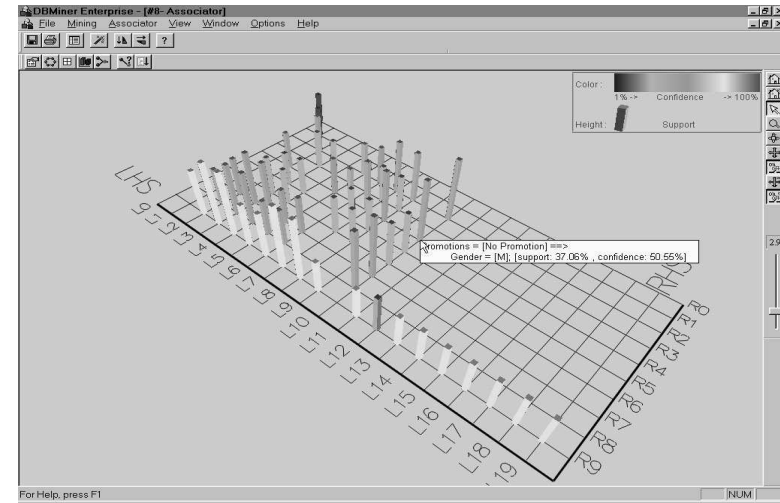 DBMiner Enterprise - [#8- Associator]
File Mining Associator View Window Options Help
Color :
1% -> Confidence -> 100%
Height : Support
LHS
Promotions = [No Promotion] ==>
Gender = [M]; [support: 37.06% , confidence: 50.55%]
RHS
L2
L3
L4
L5
L6
L7
L8
L9
L10
L11
L12
L13
L14
L15
L16
L17
L18
L19
R0
R1
R2
R3
R4
R5
R6
R7
R8
R9
2.9
For Help, press F1
NUM